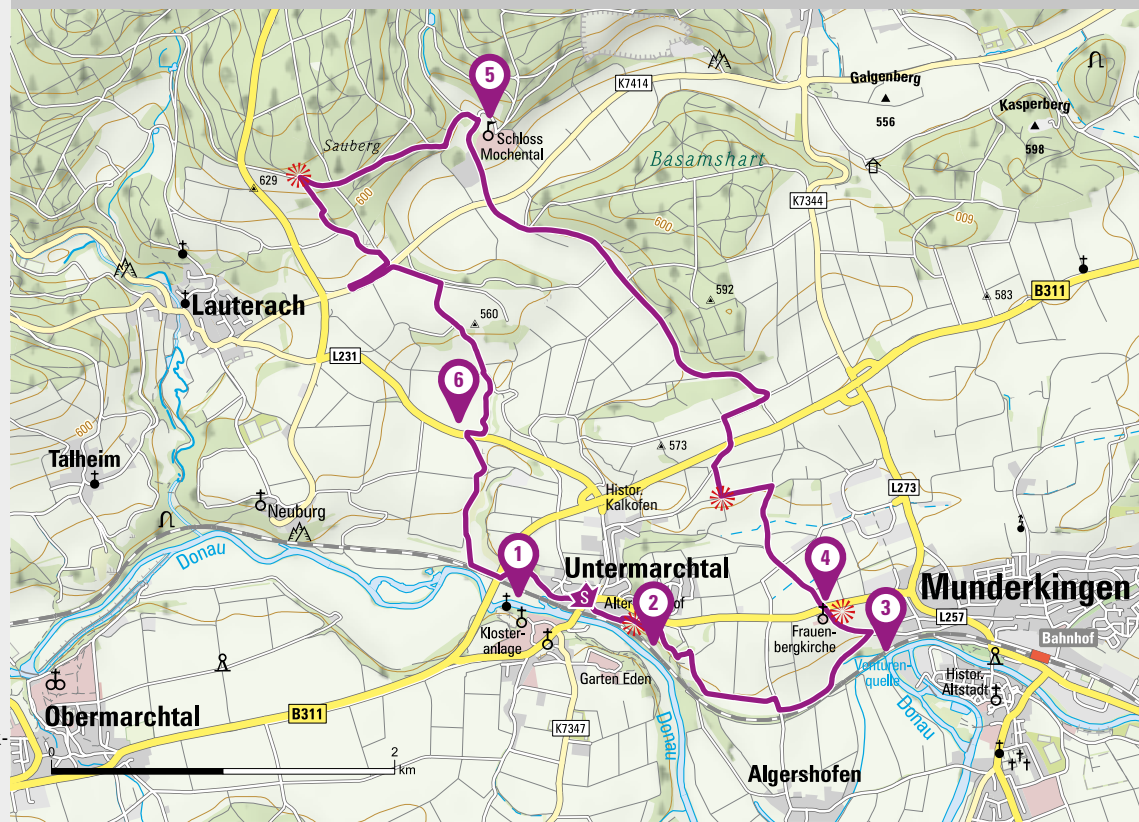 5
K7414
Galgenberg
556
Kasperberg
598
Schloss
Mochental
Sauberg
Basamshart
629
600
600
600
K7344
592
583
B311
Lauterach
560
L231
6
600
573
Talheim
Neuburg
Histor.
Kalkofen
L273
Donau
1
Untermarchtal
S
2
4
3
Munderkingen
L257
Bahnhof
Kloster-
anlage
Frauen-
bergkirche
Venturen-
quelle
Histor.
Altstadt
Garten Eden
Donau
Donau
Obermarchtal
B311
K7347
Algershofen
0
2
km